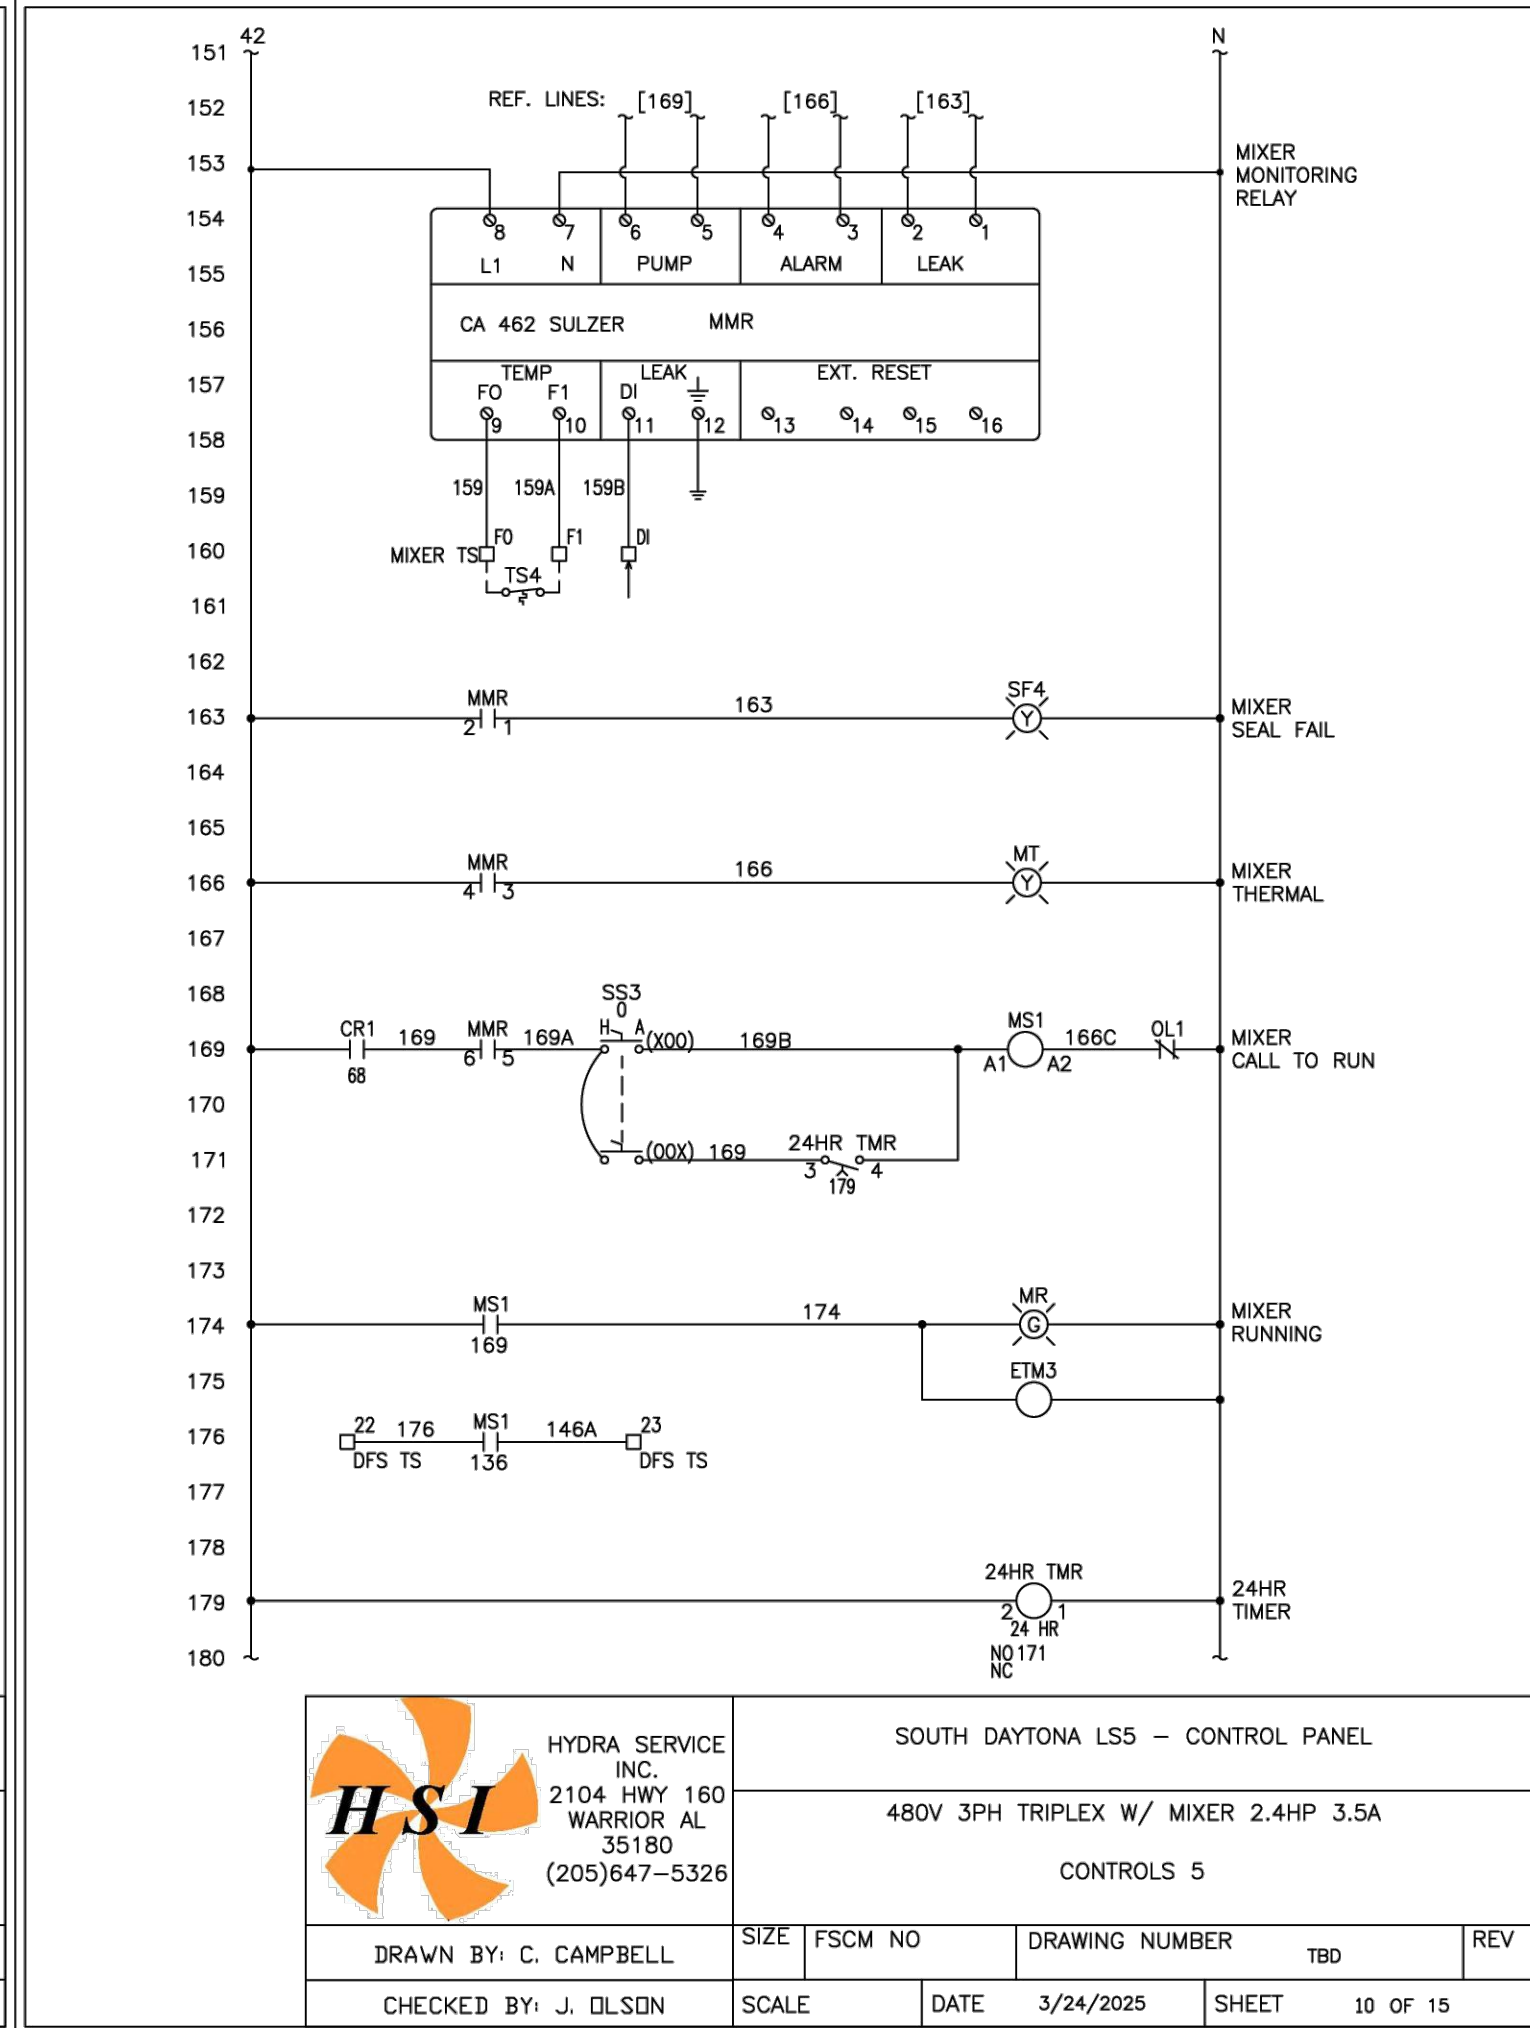 42 N
151
152 REF. LINES: [169] [166] [163]
153 MIXER
MONITORING
RELAY
154 8 7 6 5 4 3 2 1
155 L1 N PUMP ALARM LEAK
156 CA 462 SULZER MMR
157 TEMP LEAK EXT. RESET
FO F1 DI
9 10 11 12 13 14 15 16
158
159 159 159A 159B
160 MIXER TS F0 F1 DI
TS4
161
162
MMR SF4
163 2 1 163 Y MIXER
SEAL FAIL
164
165
MMR MT
166 4 3 166 Y MIXER
THERMAL
167
168 SS3
0
CR1 H A MS1 OL1
169 169 MMR 169A (X00) 169B 166C MIXER
68 6 5 A1 A2 CALL TO RUN
170
24HR TMR
171 (00X) 169 3 4
179
172
173
MS1 MR
174 174 G MIXER
169 RUNNING
175 ETM3
22 176 MS1 146A 23
176
DFS TS 136 DFS TS
177
178
24HR TMR
179 2 1 24HR
24 HR TIMER
NO 171
180 NC
HSI
HYDRA SERVICE
INC.
2104 HWY 160
WARRIOR AL
35180
(205)647-5326
SOUTH DAYTONA LS5 - CONTROL PANEL
480V 3PH TRIPLEX W/ MIXER 2.4HP 3.5A
CONTROLS 5
DRAWN BY: C. CAMPBELL
SIZE FSCM NO DRAWING NUMBER TBD REV
CHECKED BY: J. OLSON
SCALE DATE 3/24/2025 SHEET 10 OF 15